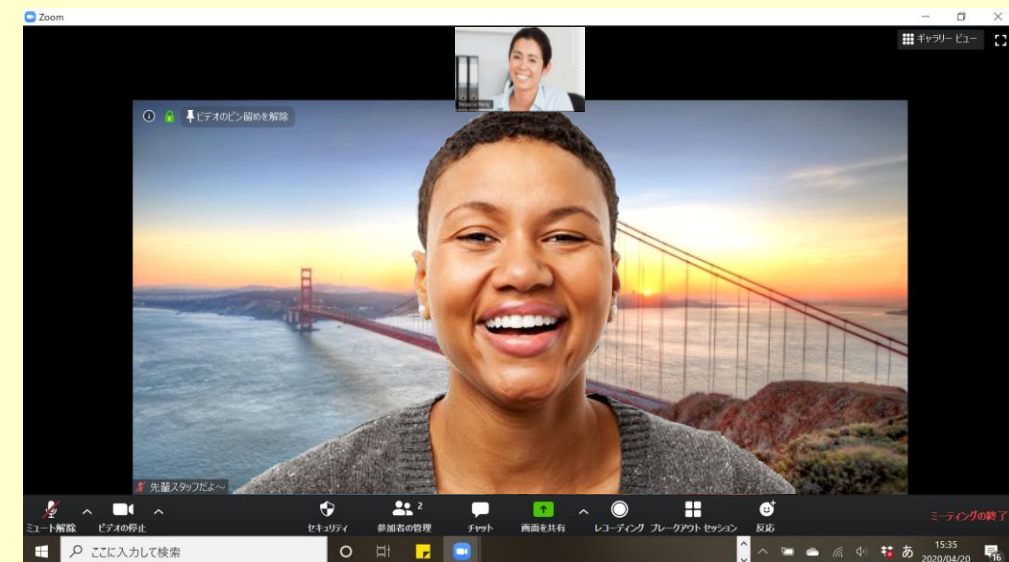 Zoom
ギャラリー ビュー
ビデオのピン留めを解除
先輩スタッフだよ~
2
ミュート解除
ビデオの停止
セキュリティ
参加者の管理
チャット
画面を共有
レコーディング
ブレークアウト セッション
反応
ミーティングの終了
ここに入力して検索
あ
15:35
2020/04/20
16